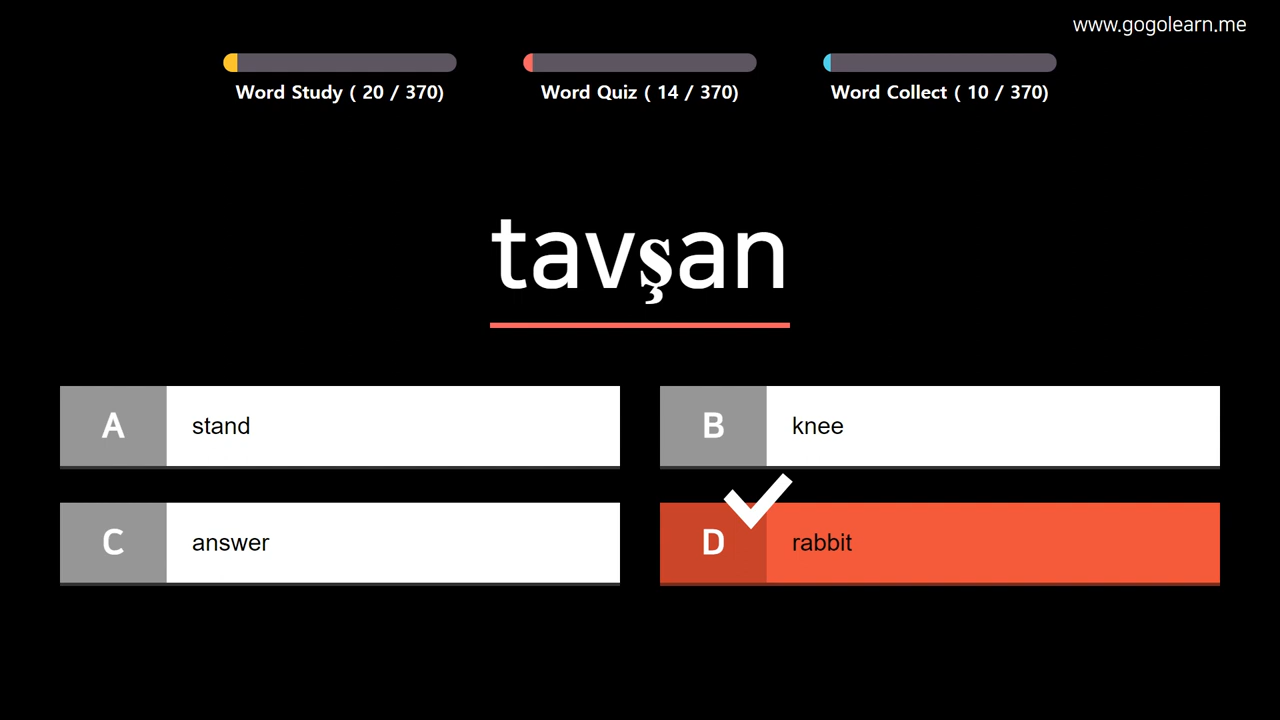 www.gogolearn.me
Word Study ( 20 / 370)
Word Quiz ( 14 / 370)
Word Collect ( 10 / 370)
tavşan
A stand
B knee
C answer
D rabbit